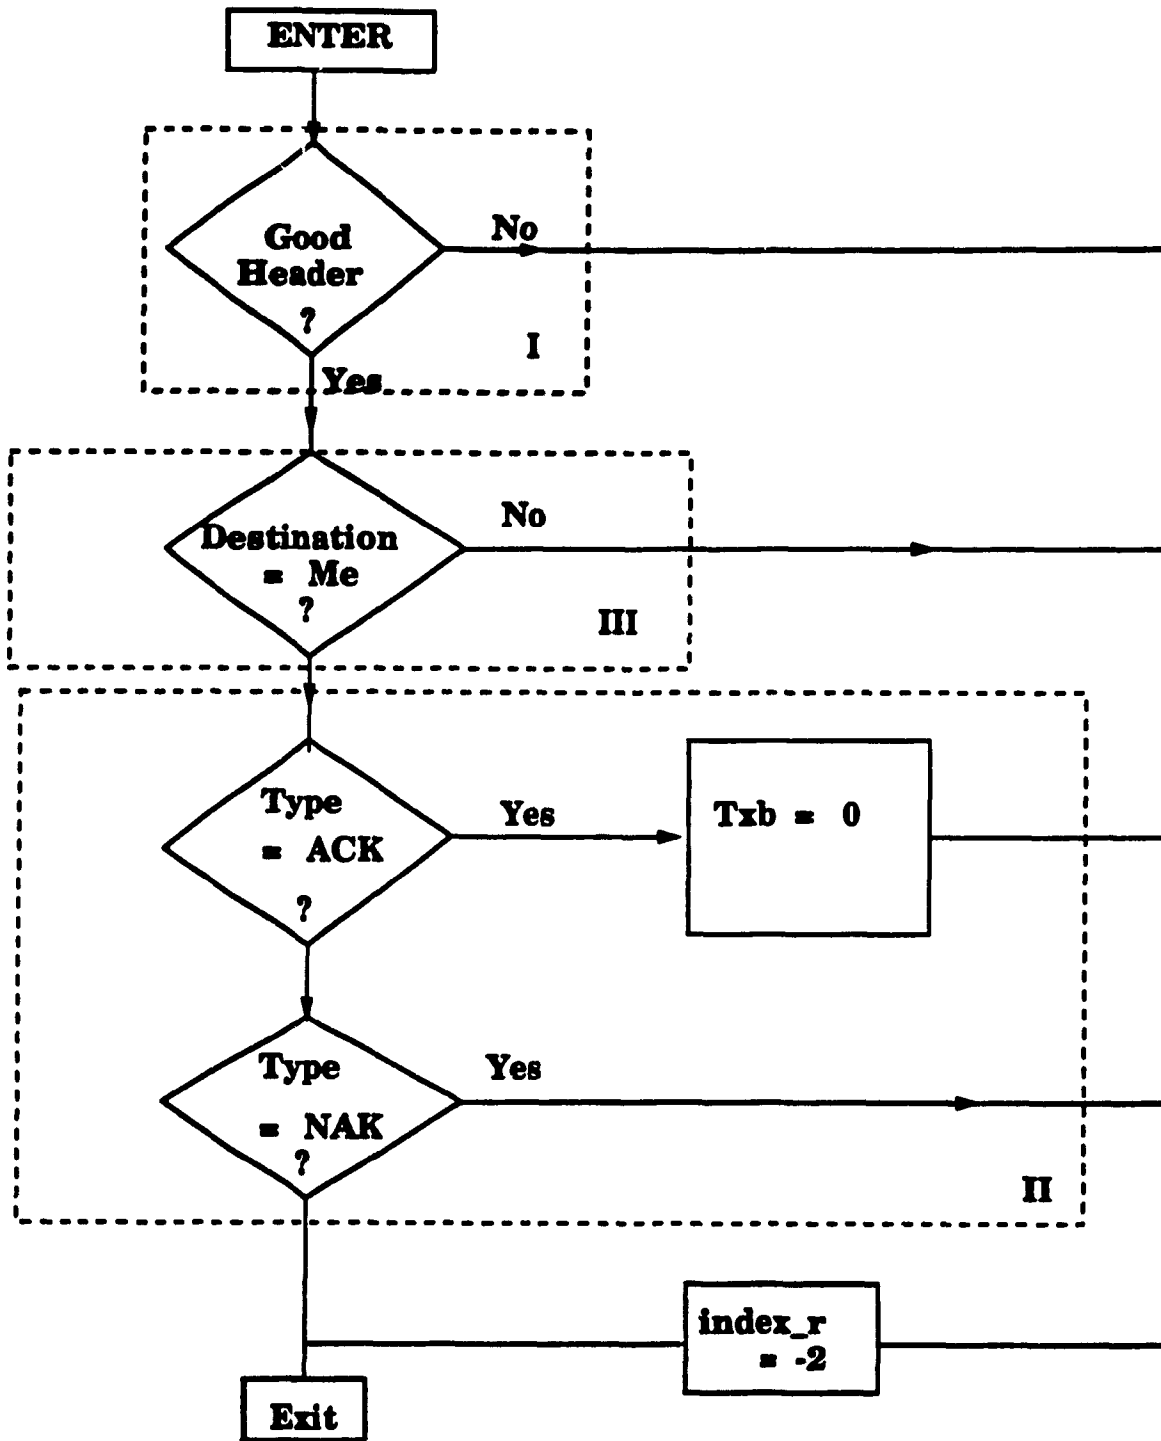 ENTER
Good
Header
?
No
I
Yes
Destination
= Me
?
No
III
Type
= ACK
?
Yes
Txb = 0
Type
= NAK
?
Yes
II
index_r
= -2
Exit